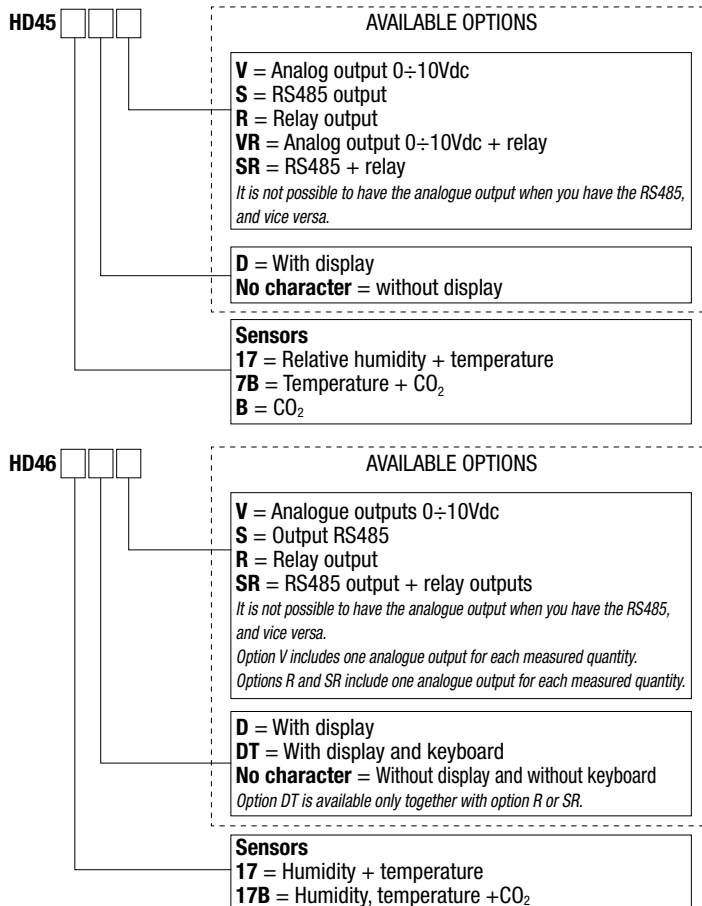 HD45
AVAILABLE OPTIONS
V = Analog output 0÷10Vdc
S = RS485 output
R = Relay output
VR = Analog output 0÷10Vdc + relay
SR = RS485 + relay
It is not possible to have the analogue output when you have the RS485,
and vice versa.
D = With display
No character = without display
Sensors
17 = Relative humidity + temperature
7B = Temperature + CO₂
B = CO₂
HD46
AVAILABLE OPTIONS
V = Analogue outputs 0÷10Vdc
S = Output RS485
R = Relay output
SR = RS485 output + relay outputs
It is not possible to have the analogue output when you have the RS485,
and vice versa.
Option V includes one analogue output for each measured quantity.
Options R and SR include one analogue output for each measured quantity.
D = With display
DT = With display and keyboard
No character = Without display and without keyboard
Option DT is available only together with option R or SR.
Sensors
17 = Humidity + temperature
17B = Humidity, temperature +CO₂